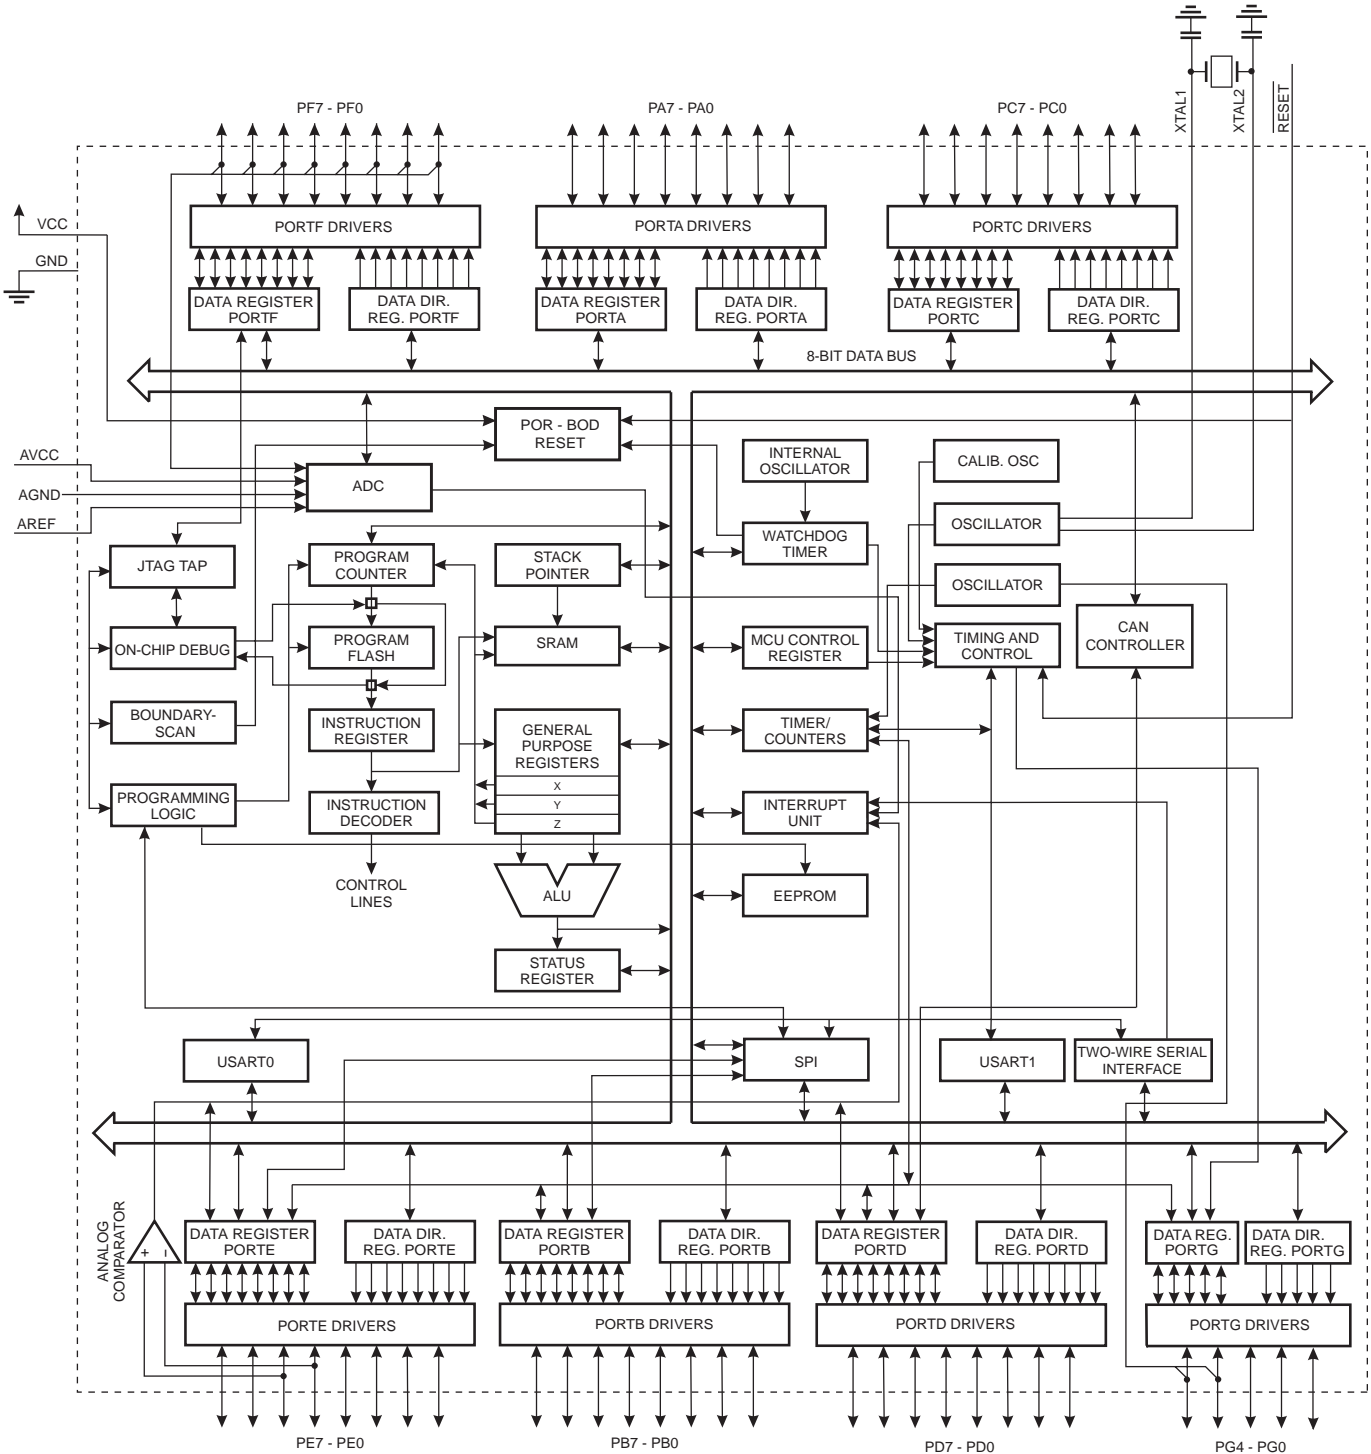 XTAL1
XTAL2
RESET
PF7 - PF0
PA7 - PA0
PC7 - PC0
VCC
GND
PORTF DRIVERS
PORTA DRIVERS
PORTC DRIVERS
DATA REGISTER
PORTF
DATA DIR.
REG. PORTF
DATA REGISTER
PORTA
DATA DIR.
REG. PORTA
DATA REGISTER
PORTC
DATA DIR.
REG. PORTC
8-BIT DATA BUS
POR - BOD
RESET
INTERNAL
OSCILLATOR
CALIB. OSC
AVCC
AGND
AREF
ADC
OSCILLATOR
WATCHDOG
TIMER
JTAG TAP
PROGRAM
COUNTER
STACK
POINTER
OSCILLATOR
CAN
CONTROLLER
ON-CHIP DEBUG
PROGRAM
FLASH
SRAM
MCU CONTROL
REGISTER
TIMING AND
CONTROL
BOUNDARY-
SCAN
INSTRUCTION
REGISTER
GENERAL
PURPOSE
REGISTERS
X
Y
Z
TIMER/
COUNTERS
PROGRAMMING
LOGIC
INSTRUCTION
DECODER
INTERRUPT
UNIT
CONTROL
LINES
ALU
EEPROM
STATUS
REGISTER
USART0
SPI
USART1
TWO-WIRE SERIAL
INTERFACE
ANALOG
COMPARATOR
+
-
DATA REGISTER
PORTE
DATA DIR.
REG. PORTE
DATA REGISTER
PORTB
DATA DIR.
REG. PORTB
DATA REGISTER
PORTD
DATA DIR.
REG. PORTD
DATA REG.
PORTG
DATA DIR.
REG. PORTG
PORTE DRIVERS
PORTB DRIVERS
PORTD DRIVERS
PORTG DRIVERS
PE7 - PE0
PB7 - PB0
PD7 - PD0
PG4 - PG0